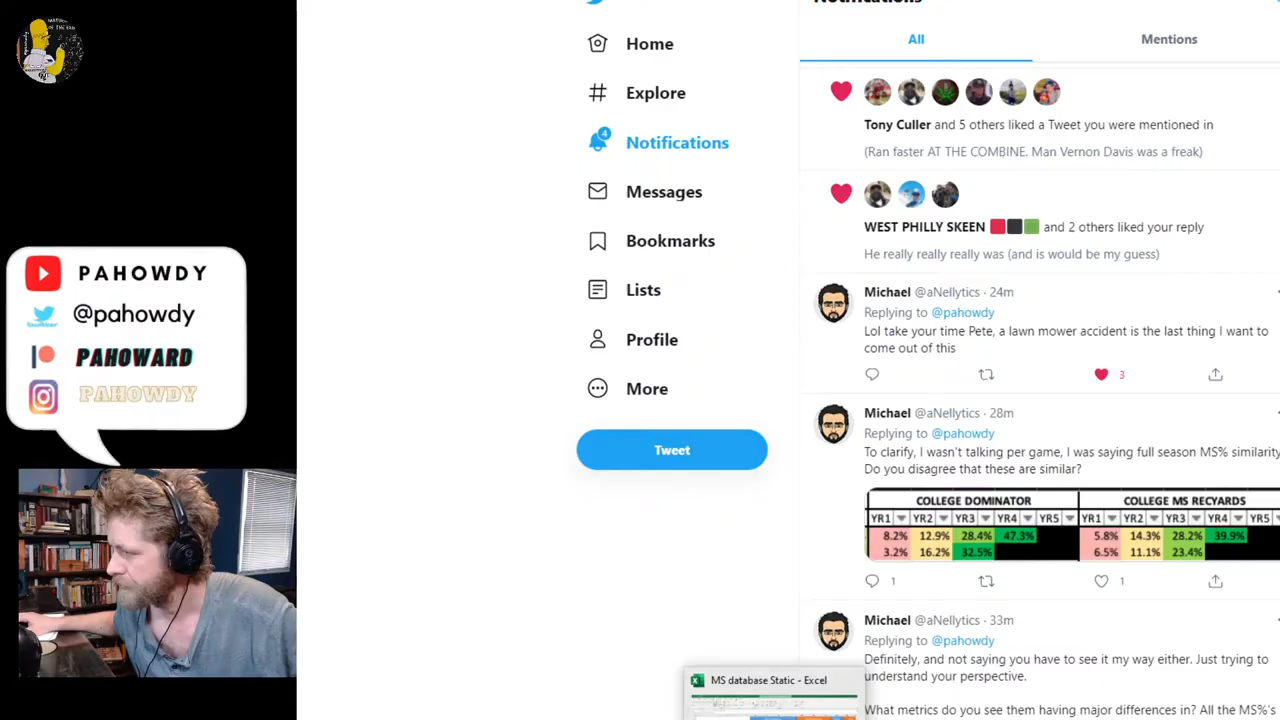 PAHOWDY
@pahowdy
PAHOWARD
PAHOWDY
Home
Explore
4
Notifications
Messages
Bookmarks
Lists
Profile
More
Tweet
Notifications
All
Mentions
Tony Culler and 5 others liked a Tweet you were mentioned in
(Ran faster AT THE COMBINE. Man Vernon Davis was a freak)
WEST PHILLY SKEEN and 2 others liked your reply
He really really really was (and is would be my guess)
Michael @aNellytics · 24m
Replying to @pahowdy
Lol take your time Pete, a lawn mower accident is the last thing I want to
come out of this
3
Michael @aNellytics · 28m
Replying to @pahowdy
To clarify, I wasn't talking per game, I was saying full season MS% similarity
Do you disagree that these are similar?
COLLEGE DOMINATOR COLLEGE MS RECYARDS
YR1 YR2 YR3 YR4 YR5 YR1 YR2 YR3 YR4 YR5
8.2% 12.9% 28.4% 47.3% 5.8% 14.3% 28.2% 39.9%
3.2% 16.2% 32.5% 6.5% 11.1% 23.4%
1 1
Michael @aNellytics · 33m
Replying to @pahowdy
Definitely, and not saying you have to see it my way either. Just trying to
understand your perspective.
What metrics do you see them having major differences in? All the MS%'s
MS database Static - Excel